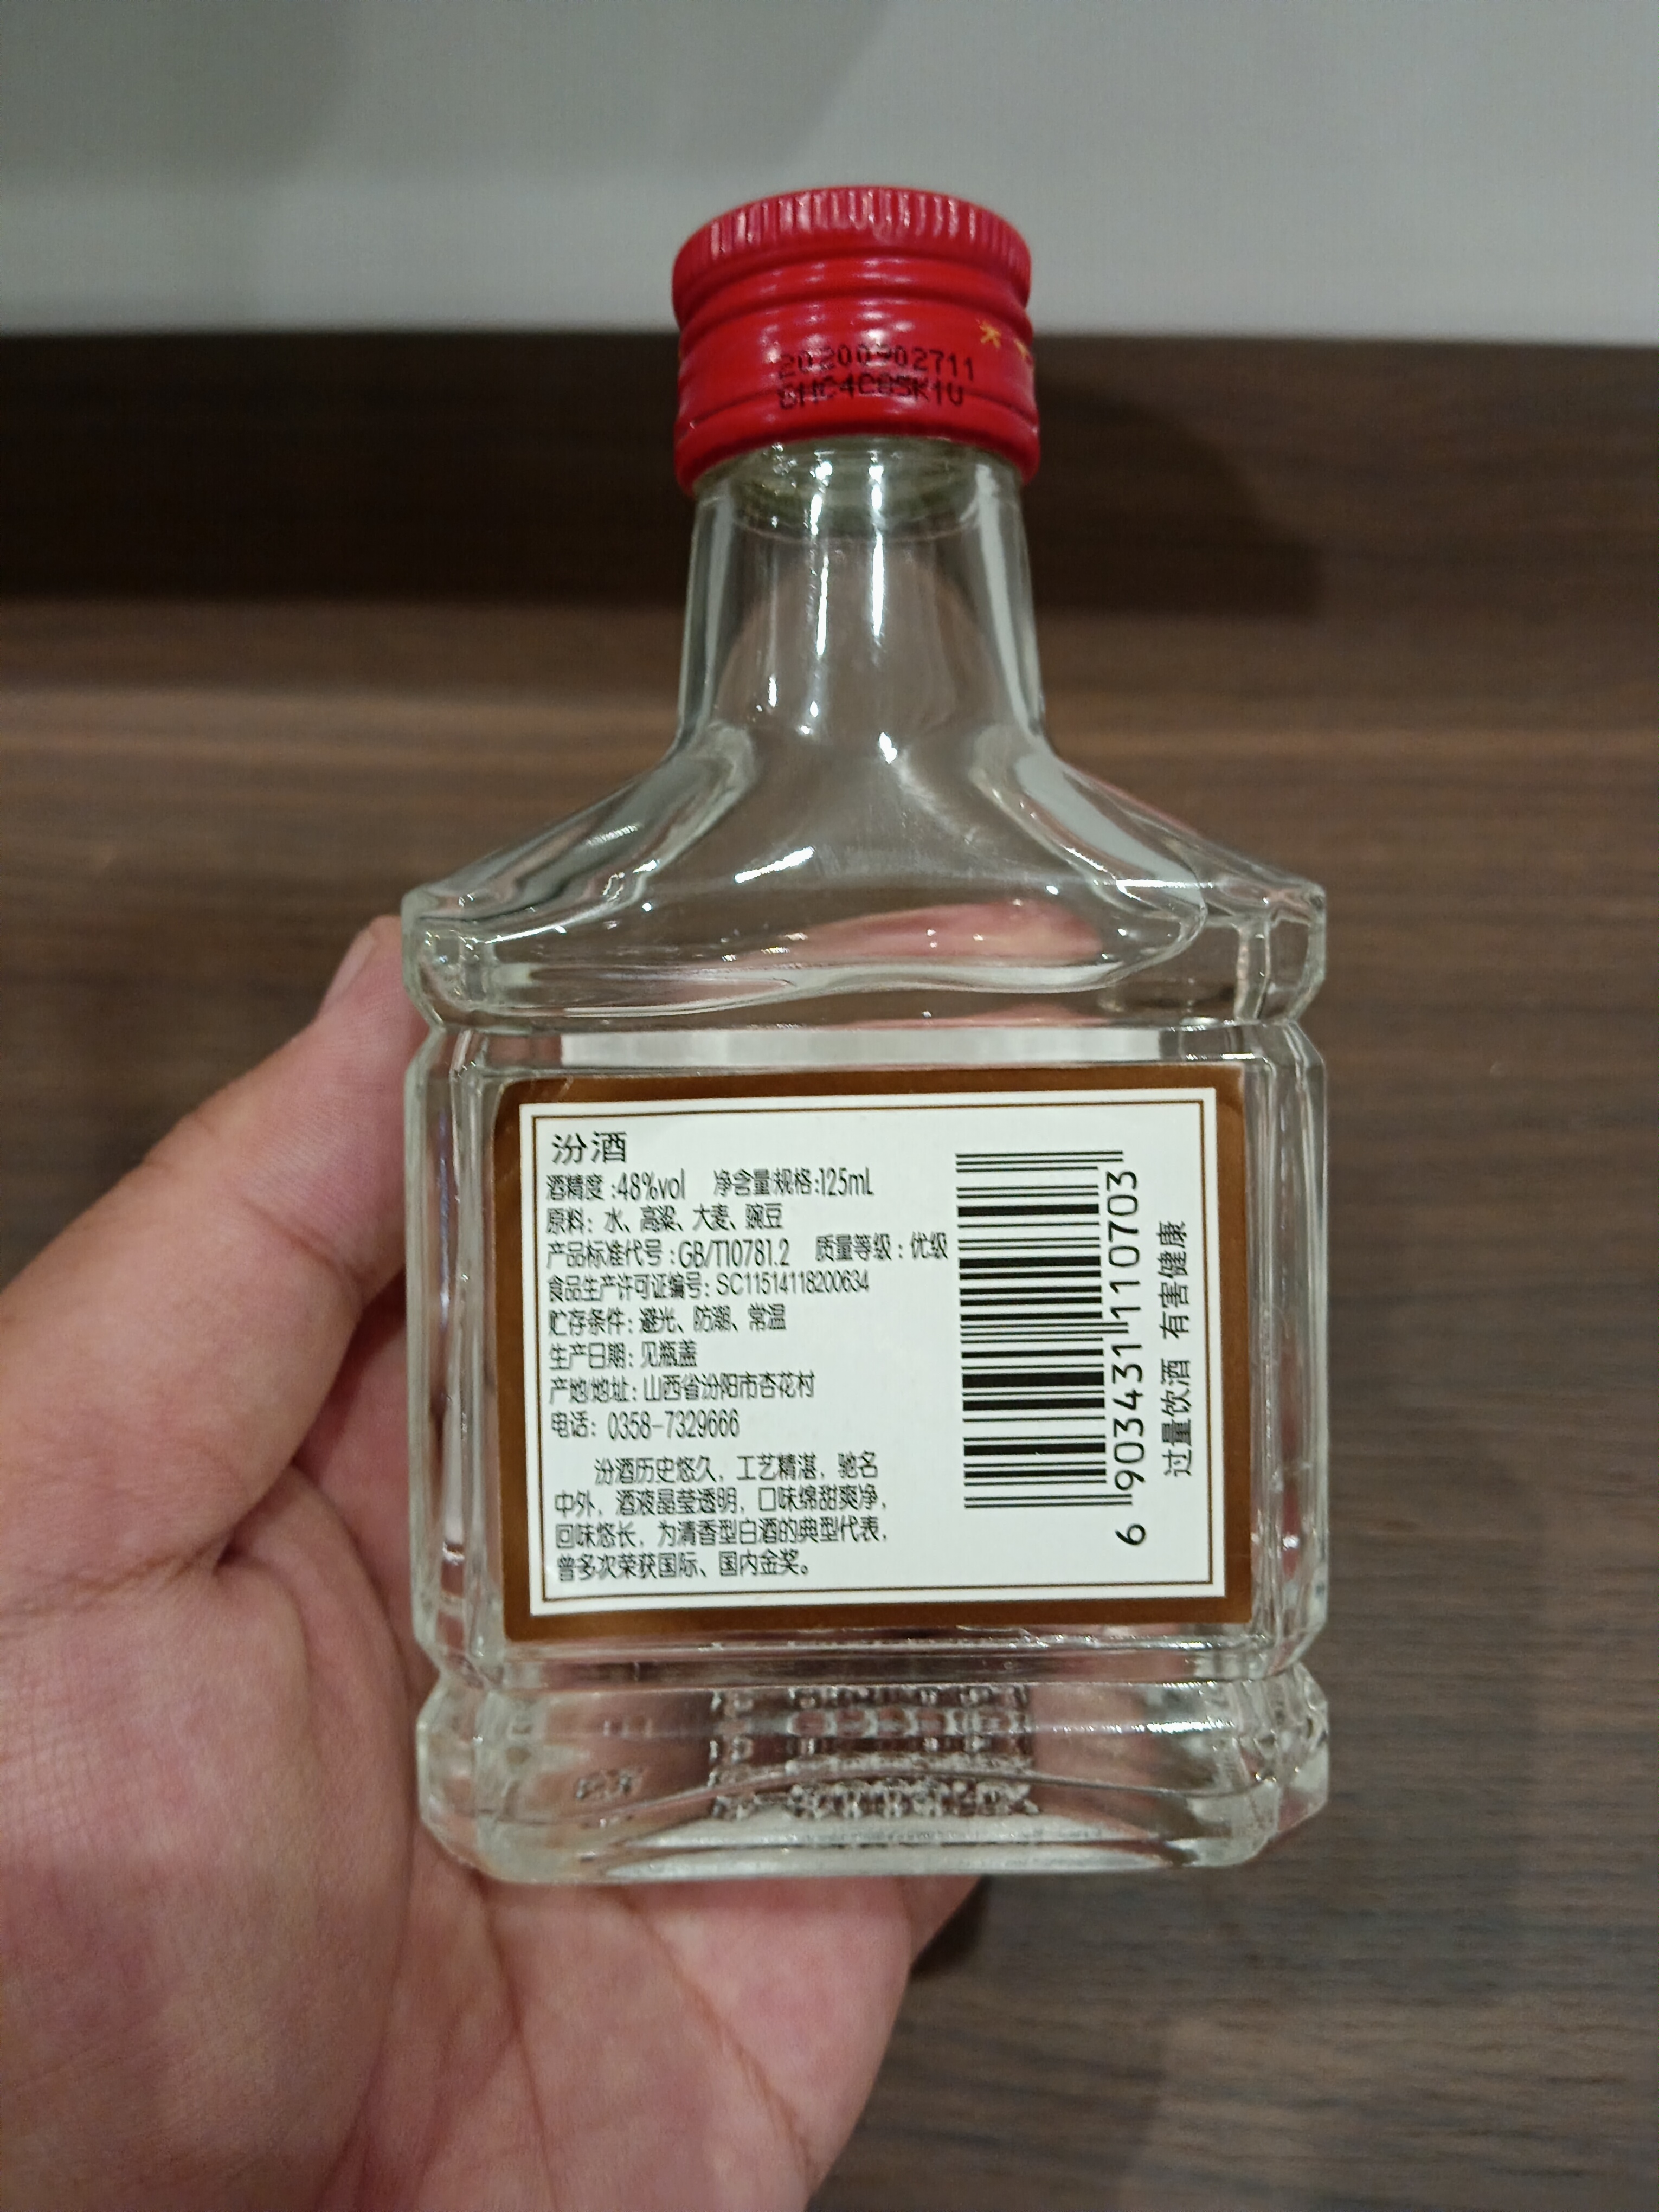 20200902711
汾酒
酒精度:48%vol 净含量/规格:125mL
原料: 水、高粱、大麦、豌豆
产品标准代号:GB/T10781.2 质量等级:优级
食品生产许可证编号: SC11514118200634
贮存条件: 避光、防潮、常温
生产日期: 见瓶盖
产地/地址: 山西省汾阳市杏花村
电话: 0358-7329666
汾酒历史悠久, 工艺精湛, 驰名
中外, 酒液晶莹透明, 口味绵甜爽净,
回味悠长, 为清香型白酒的典型代表,
曾多次荣获国际、国内金奖。
6 903431 110703
过量饮酒 有害健康